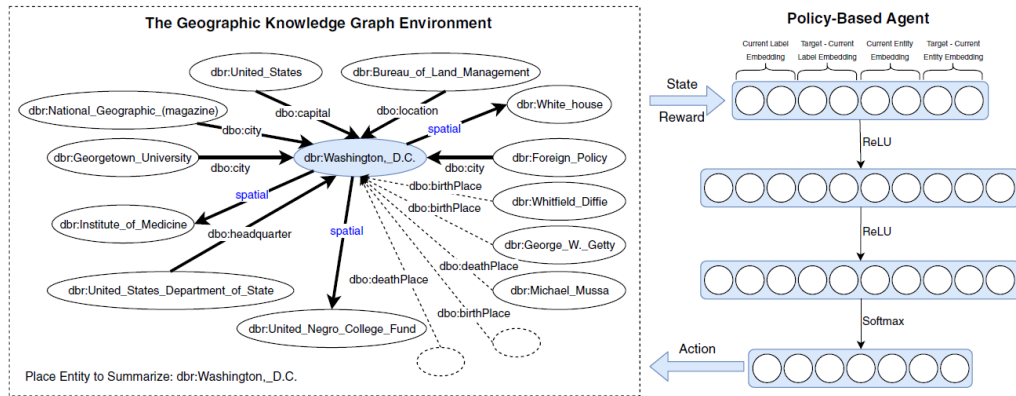 The Geographic Knowledge Graph Environment
dbr:United_States
dbr:Bureau_of_Land_Management
dbr:National_Geographic_(magazine)
dbo:capital
dbo:location
dbr:White_house
dbo:city
spatial
dbr:Georgetown_University
dbr:Washington,_D.C.
dbr:Foreign_Policy
dbo:city
dbo:city
spatial
dbo:birthPlace
dbr:Whitfield_Diffie
dbr:Institute_of_Medicine
dbo:birthPlace
dbo:headquarter
spatial
dbr:George_W._Getty
dbo:deathPlace
dbo:deathPlace
dbr:United_States_Department_of_State
dbr:Michael_Mussa
dbo:birthPlace
dbr:United_Negro_College_Fund
Place Entity to Summarize: dbr:Washington,_D.C.
State
Reward
Action
Policy-Based Agent
Current Label
Embedding
Target - Current
Label Embedding
Current Entity
Embedding
Target - Current
Entity Embedding
ReLU
ReLU
Softmax